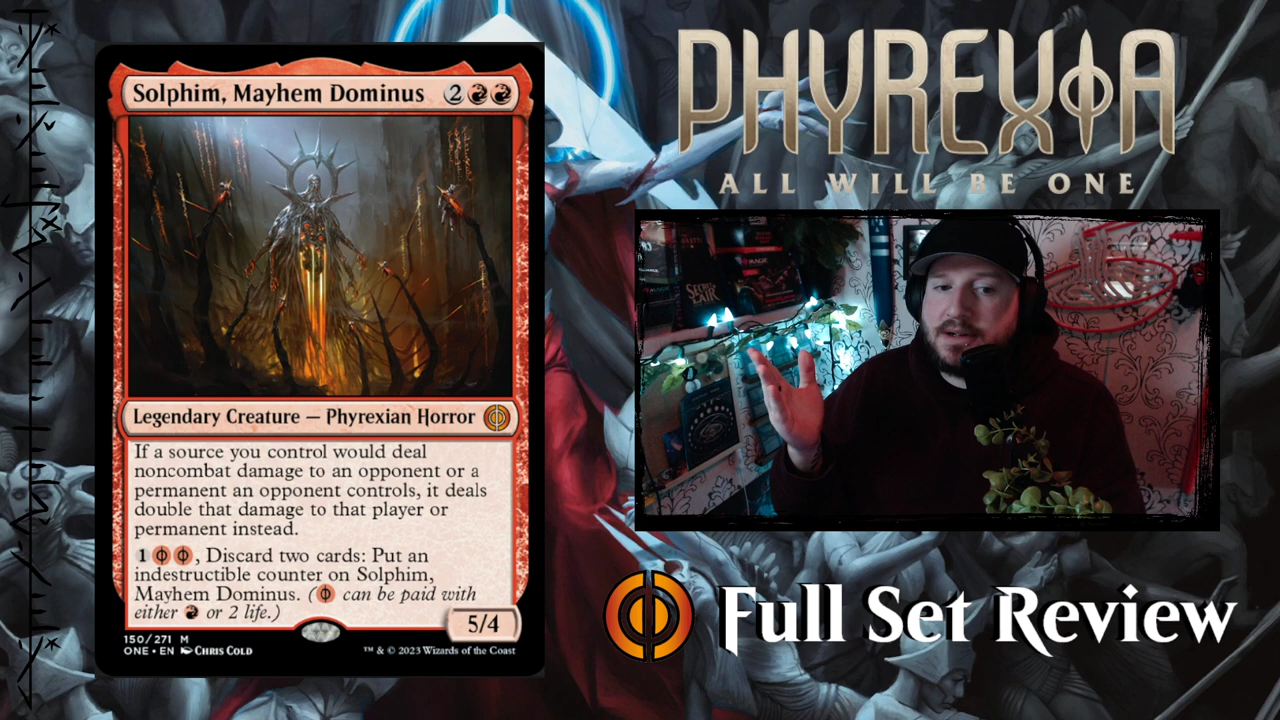 Solphim, Mayhem Dominus 2
Legendary Creature — Phyrexian Horror
If a source you control would deal
noncombat damage to an opponent or a
permanent an opponent controls, it deals
double that damage to that player or
permanent instead.
1, Discard two cards: Put an
indestructible counter on Solphim,
Mayhem Dominus. ( can be paid with
either or 2 life.)
5/4
150/271 M
ONE • EN Chris Cold
™ & © 2023 Wizards of the Coast
PHYREXIA
ALL WILL BE ONE
SECRET
LAIR
Full Set Review